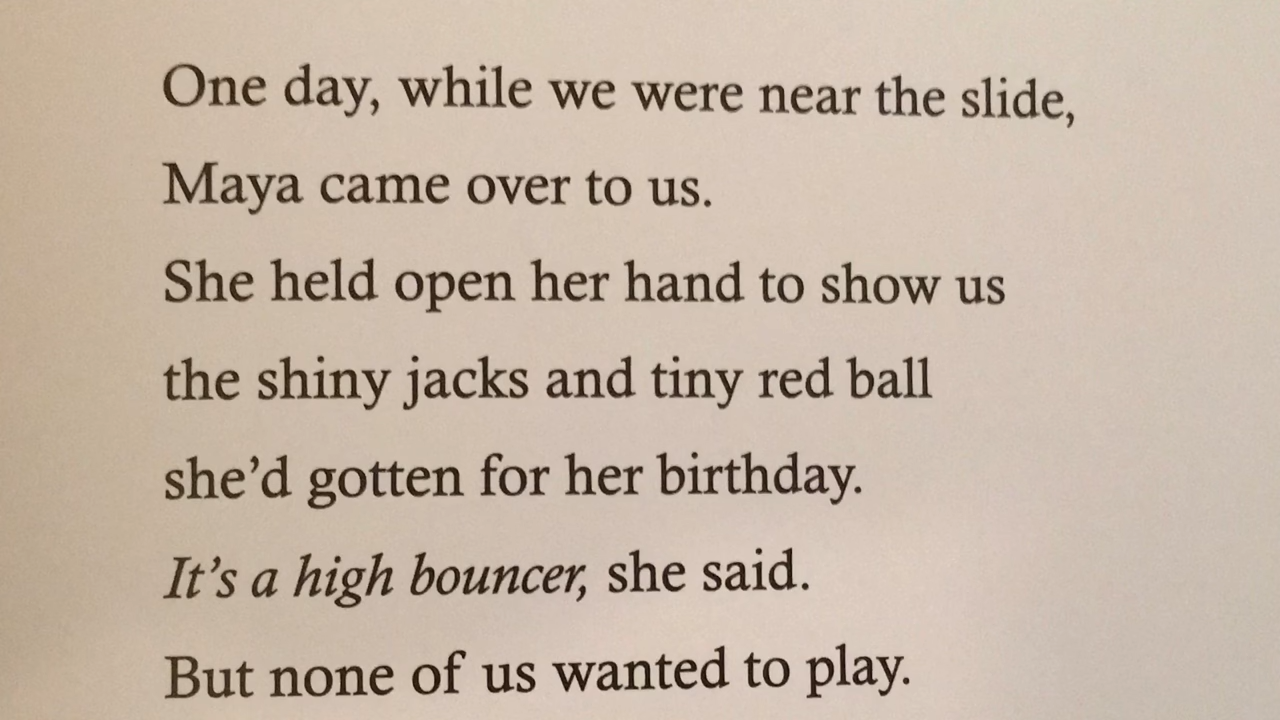 One day, while we were near the slide,
Maya came over to us.
She held open her hand to show us
the shiny jacks and tiny red ball
she’d gotten for her birthday.
It’s a high bouncer, she said.
But none of us wanted to play.